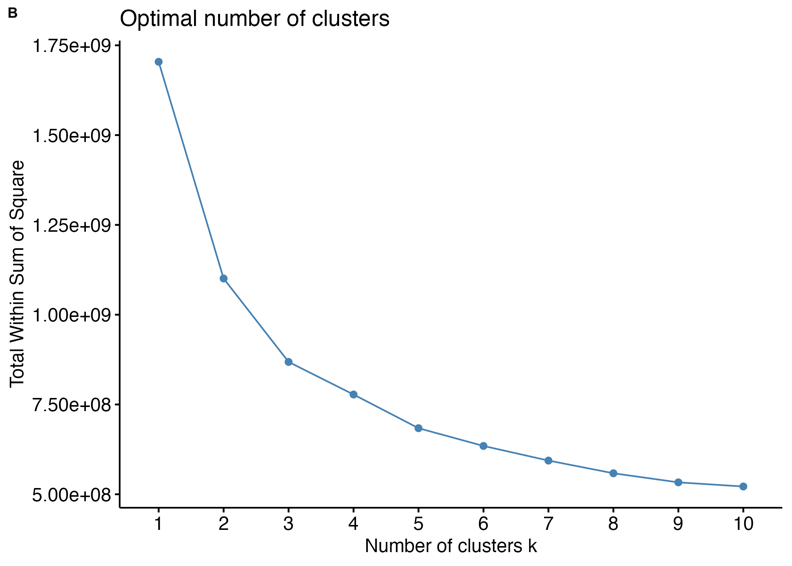 B
Optimal number of clusters
Total Within Sum of Square
1.75e+09
1.50e+09
1.25e+09
1.00e+09
7.50e+08
5.00e+08
1 2 3 4 5 6 7 8 9 10
Number of clusters k